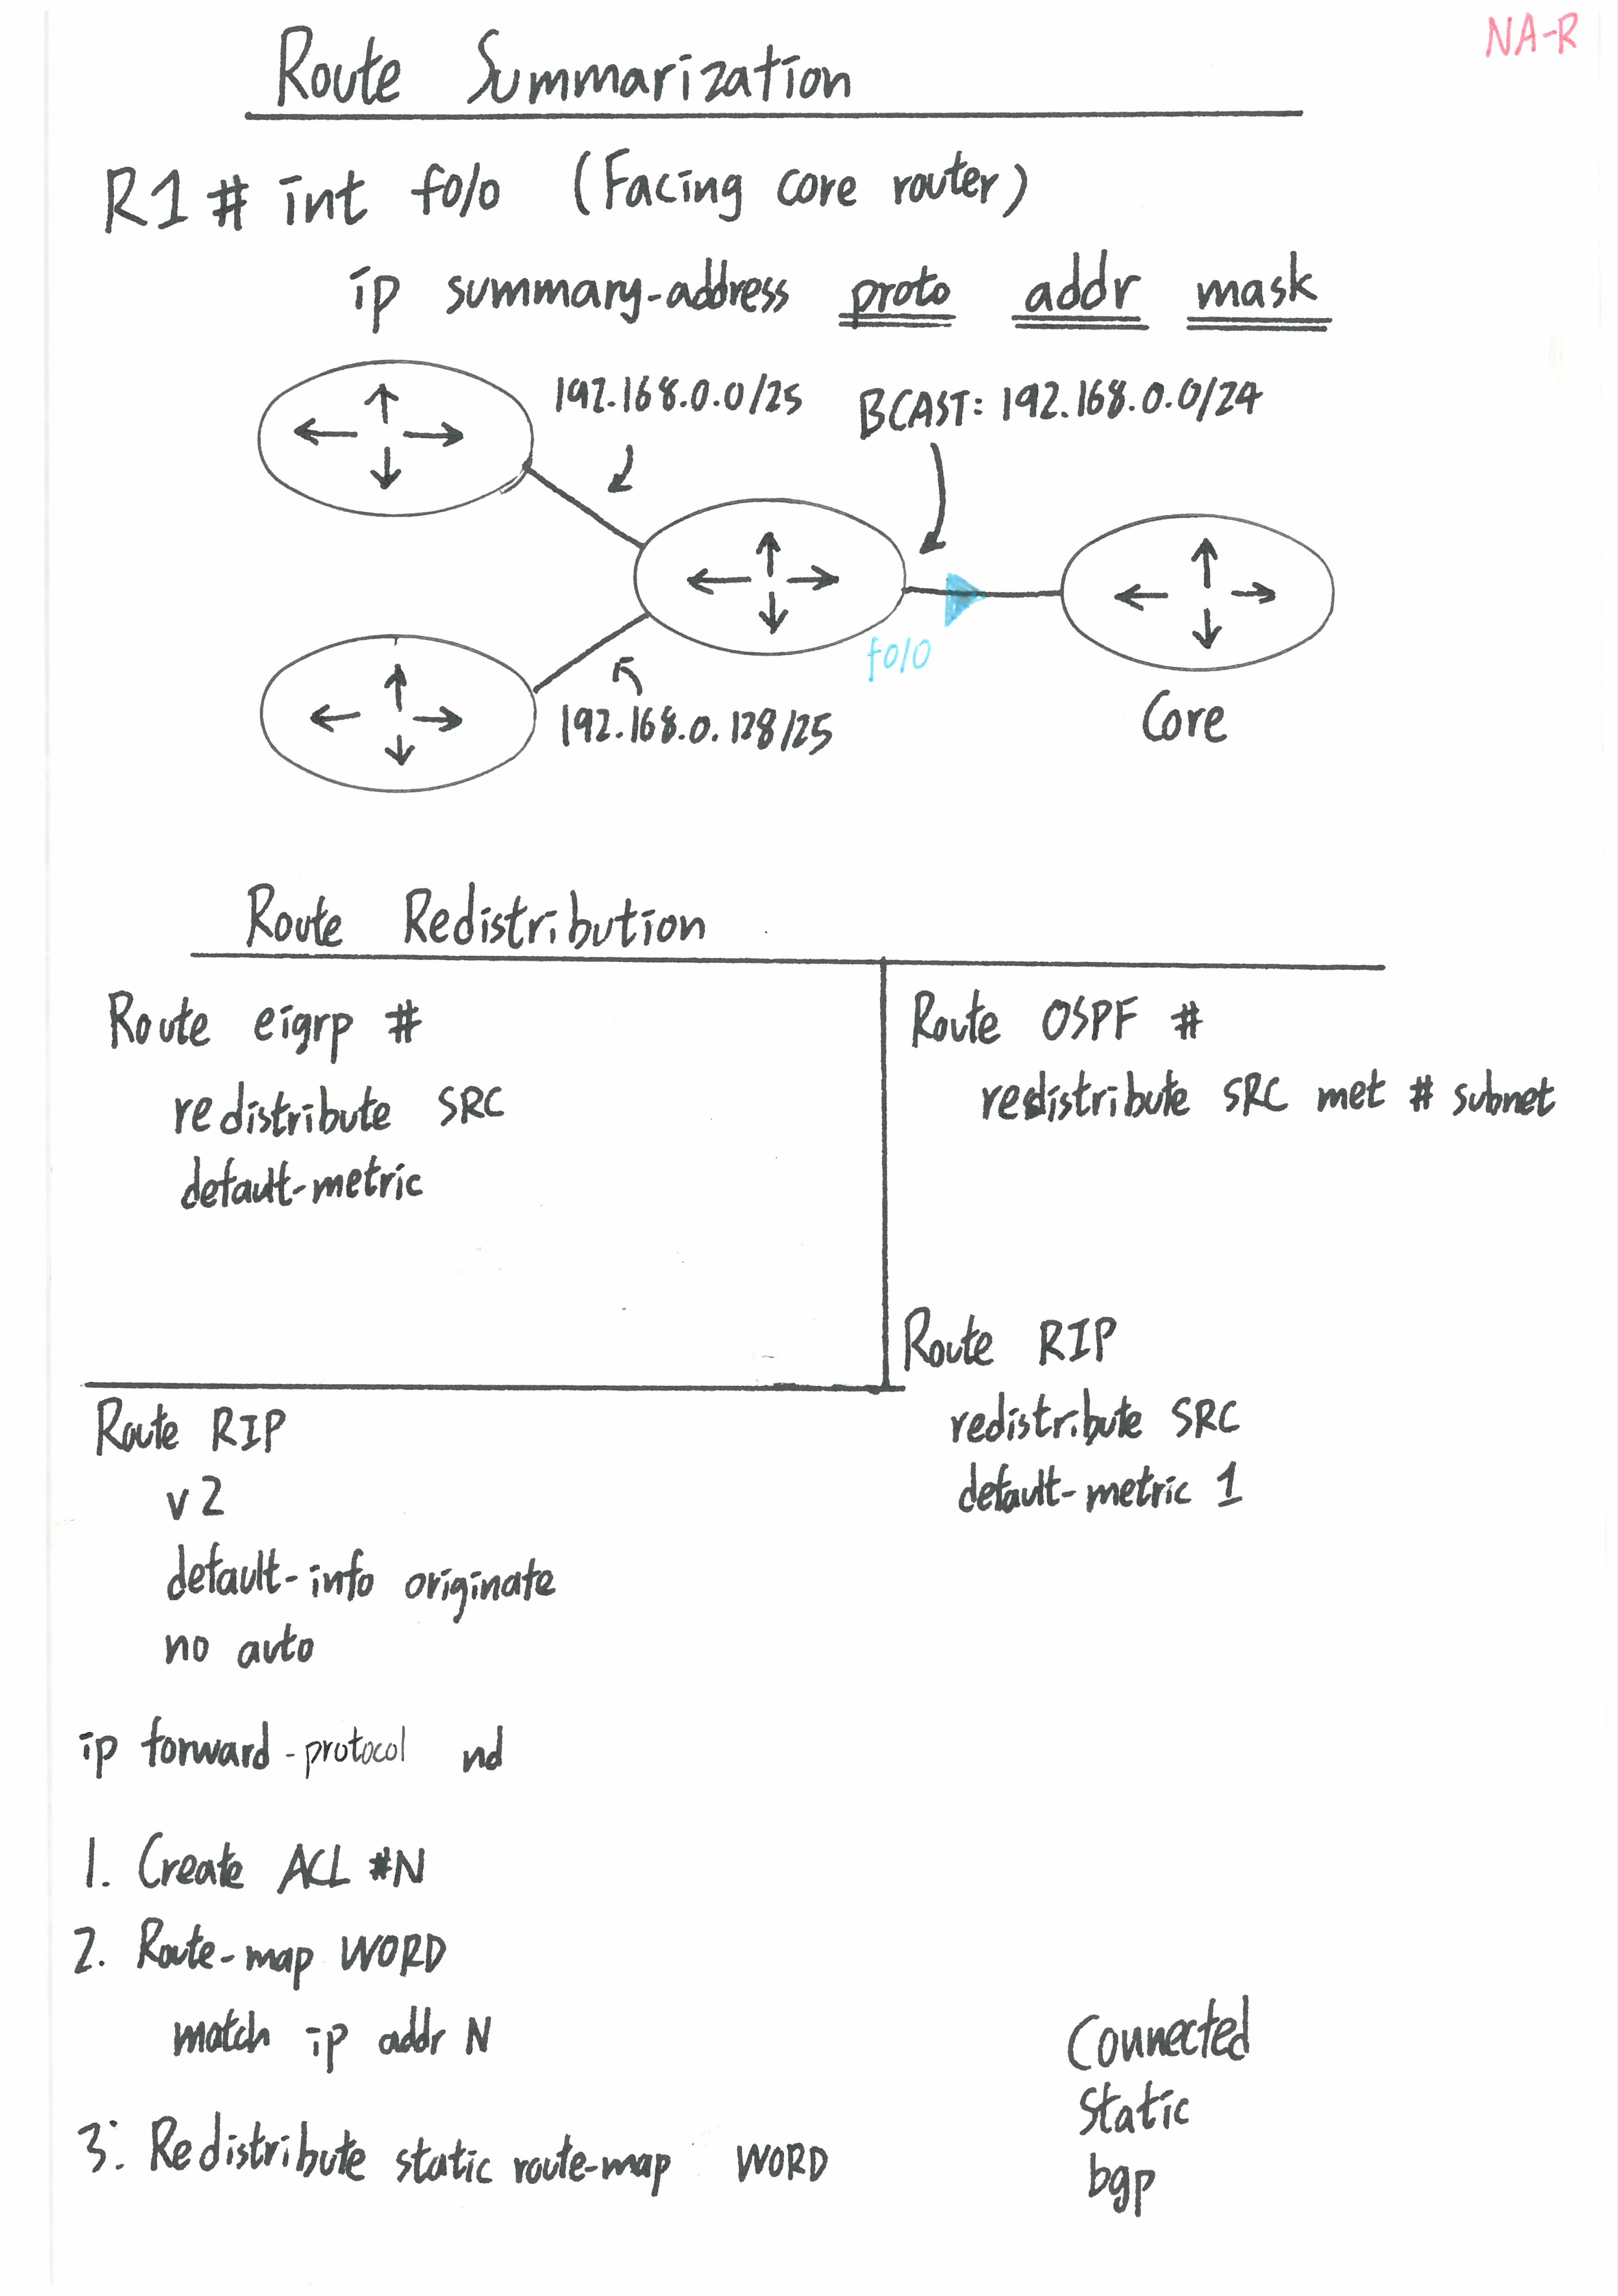 NA-R
Route Summarization
R1# int f0/0 (Facing core router)
ip summary-address proto addr mask
192.168.0.0/25
BCAST: 192.168.0.0/24
f0/0
192.168.0.128/25
Core
Route Redistribution
Route eigrp #
redistribute SRC
default-metric
Route OSPF #
redistribute SRC met # subnet
Route RIP
redistribute SRC
default-metric 1
Route RIP
v2
default-info originate
no auto
ip forward-protocol nd
1. Create ACL #N
2. Route-map WORD
match ip addr N
3. Redistribute static route-map WORD
Connected
Static
bgp